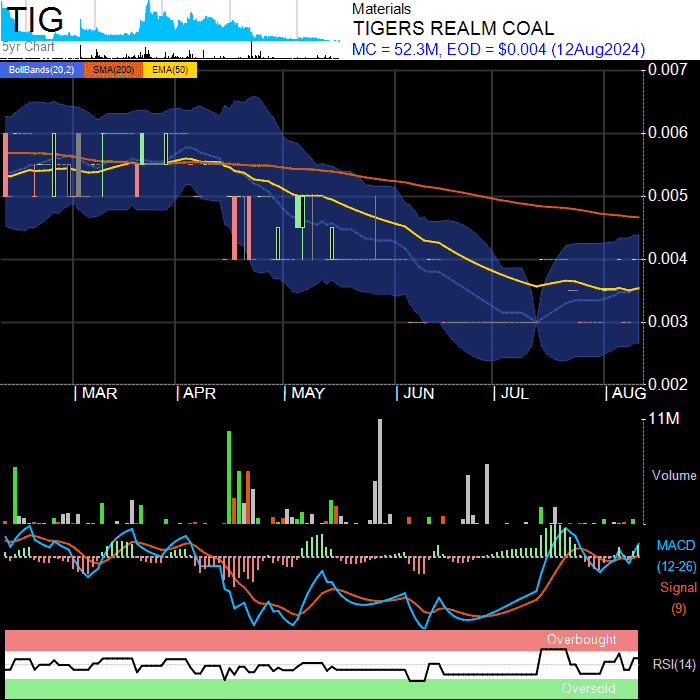 TIG
5yr Chart
Materials
TIGERS REALM COAL
MC = 52.3M, EOD = $0.004 (12Aug2024)
BollBands(20,2) SMA(200) EMA(50)
0.007
0.006
0.005
0.004
0.003
0.002
MAR APR MAY JUN JUL AUG
11M
Volume
MACD
(12-26)
Signal
(9)
Overbought
RSI(14)
Oversold